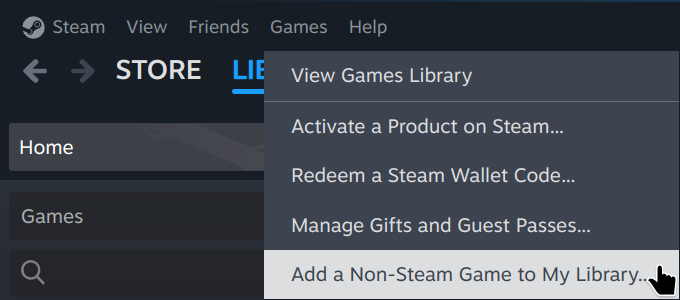 Steam View Friends Games Help
STORE LIB
View Games Library
Activate a Product on Steam...
Home
Redeem a Steam Wallet Code...
Games
Manage Gifts and Guest Passes...
Add a Non-Steam Game to My Library...